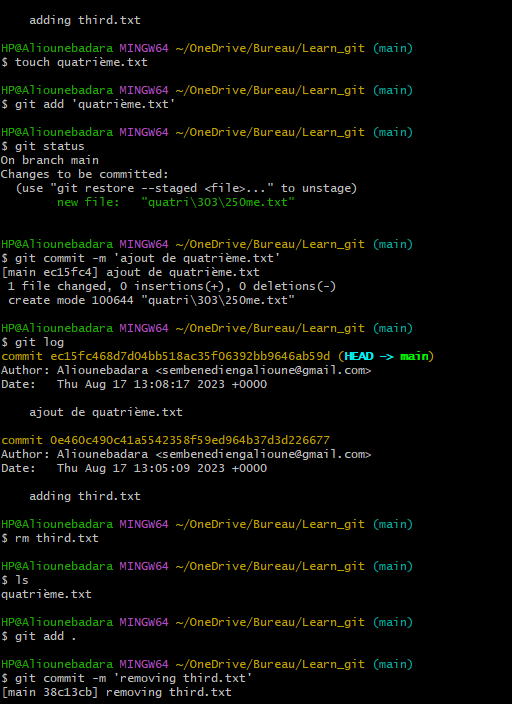 adding third.txt

HP@Aliounebadara MINGW64 ~/OneDrive/Bureau/Learn_git (main)
$ touch quatrième.txt

HP@Aliounebadara MINGW64 ~/OneDrive/Bureau/Learn_git (main)
$ git add 'quatrième.txt'

HP@Aliounebadara MINGW64 ~/OneDrive/Bureau/Learn_git (main)
$ git status
On branch main
Changes to be committed:
  (use "git restore --staged <file>..." to unstage)
        new file:   "quatri\303\250me.txt"


HP@Aliounebadara MINGW64 ~/OneDrive/Bureau/Learn_git (main)
$ git commit -m 'ajout de quatrième.txt'
[main ec15fc4] ajout de quatrième.txt
 1 file changed, 0 insertions(+), 0 deletions(-)
 create mode 100644 "quatri\303\250me.txt"

HP@Aliounebadara MINGW64 ~/OneDrive/Bureau/Learn_git (main)
$ git log
commit ec15fc468d7d04bb518ac35f06392bb9646ab59d (HEAD -> main)
Author: Aliounebadara <sembenediengalioune@gmail.com>
Date:   Thu Aug 17 13:08:17 2023 +0000

    ajout de quatrième.txt

commit 0e460c490c41a5542358f59ed964b37d3d226677
Author: Aliounebadara <sembenediengalioune@gmail.com>
Date:   Thu Aug 17 13:05:09 2023 +0000

    adding third.txt

HP@Aliounebadara MINGW64 ~/OneDrive/Bureau/Learn_git (main)
$ rm third.txt

HP@Aliounebadara MINGW64 ~/OneDrive/Bureau/Learn_git (main)
$ ls
quatrième.txt

HP@Aliounebadara MINGW64 ~/OneDrive/Bureau/Learn_git (main)
$ git add .

HP@Aliounebadara MINGW64 ~/OneDrive/Bureau/Learn_git (main)
$ git commit -m 'removing third.txt'
[main 38c13cb] removing third.txt